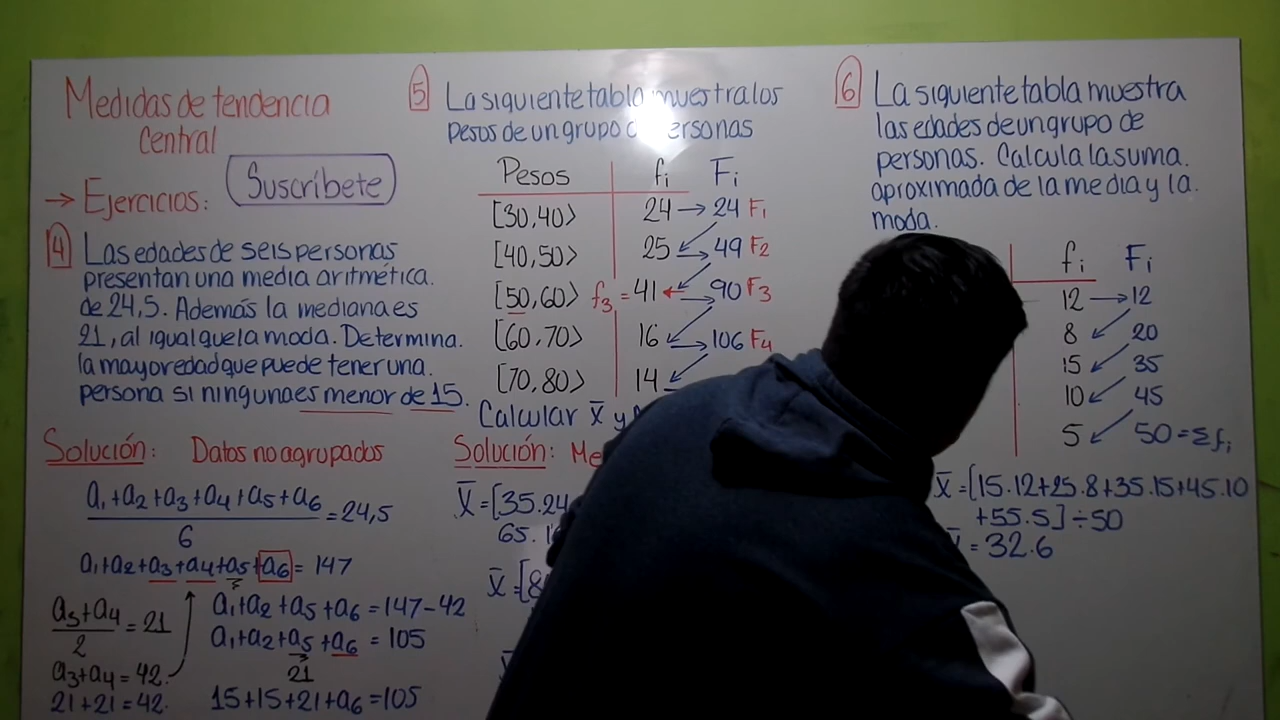 Medidas de tendencia
Central
Suscríbete
→ Ejercicios:
4 Las edades de seis personas
presentan una media aritmética.
de 24,5. Además la mediana es
21, al igual que la moda. Determina.
la mayor edad que puede tener una.
persona si ninguna es menor de 15.
Solución: Datos no agrupados
a1+a2+a3+a4+a5+a6
6
=24,5
a1+a2+a3+a4+a5+a6 = 147
a3+a4
2
=21
a3+a4=42.
21+21=42.
a1+a2+a5+a6=147-42
a1+a2+a5+a6=105
21
15+15+21+a6=105
5 La siguiente tabla muestra los
pesos de un grupo personas
Pesos fi Fi
[30,40⟩ 24 → 24 F1
[40,50⟩ 25 49 F2
[50,60⟩ f3=41 90 F3
[60,70⟩ 16 106 F4
[70,80⟩ 14
Calcular x̄ y
Solución:
x̄=[35.24
65.
x̄=[8
6 La siguiente tabla muestra
las edades de un grupo de
personas. Calcula la suma.
aproximada de la media y la.
moda.
fi Fi
12 → 12
8 20
15 35
10 45
5 50=Σfi
x̄=[15.12+25.8+35.15+45.10
+55.5]÷50
=32.6